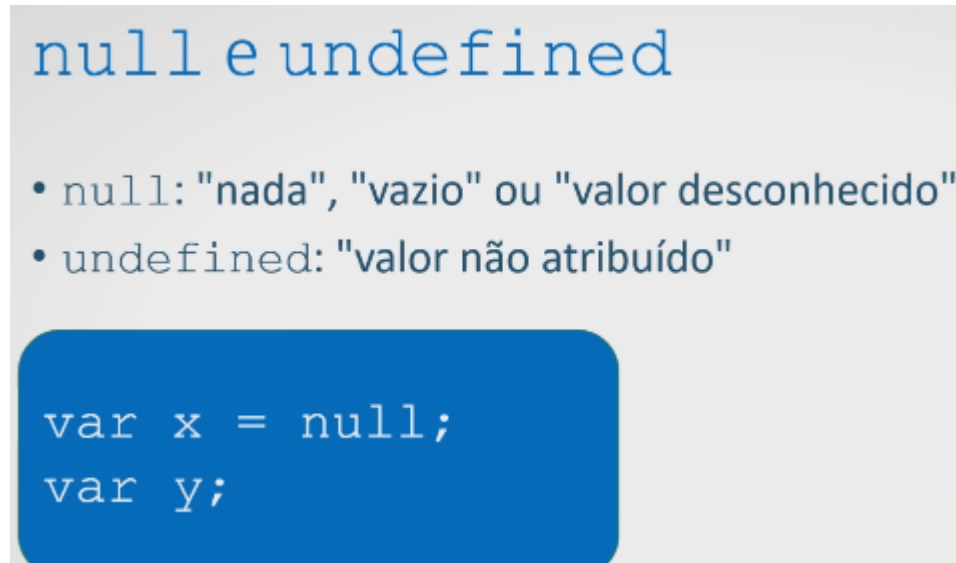 null e undefined
• null: "nada", "vazio" ou "valor desconhecido"
• undefined: "valor não atribuído"
var x = null;
var y;